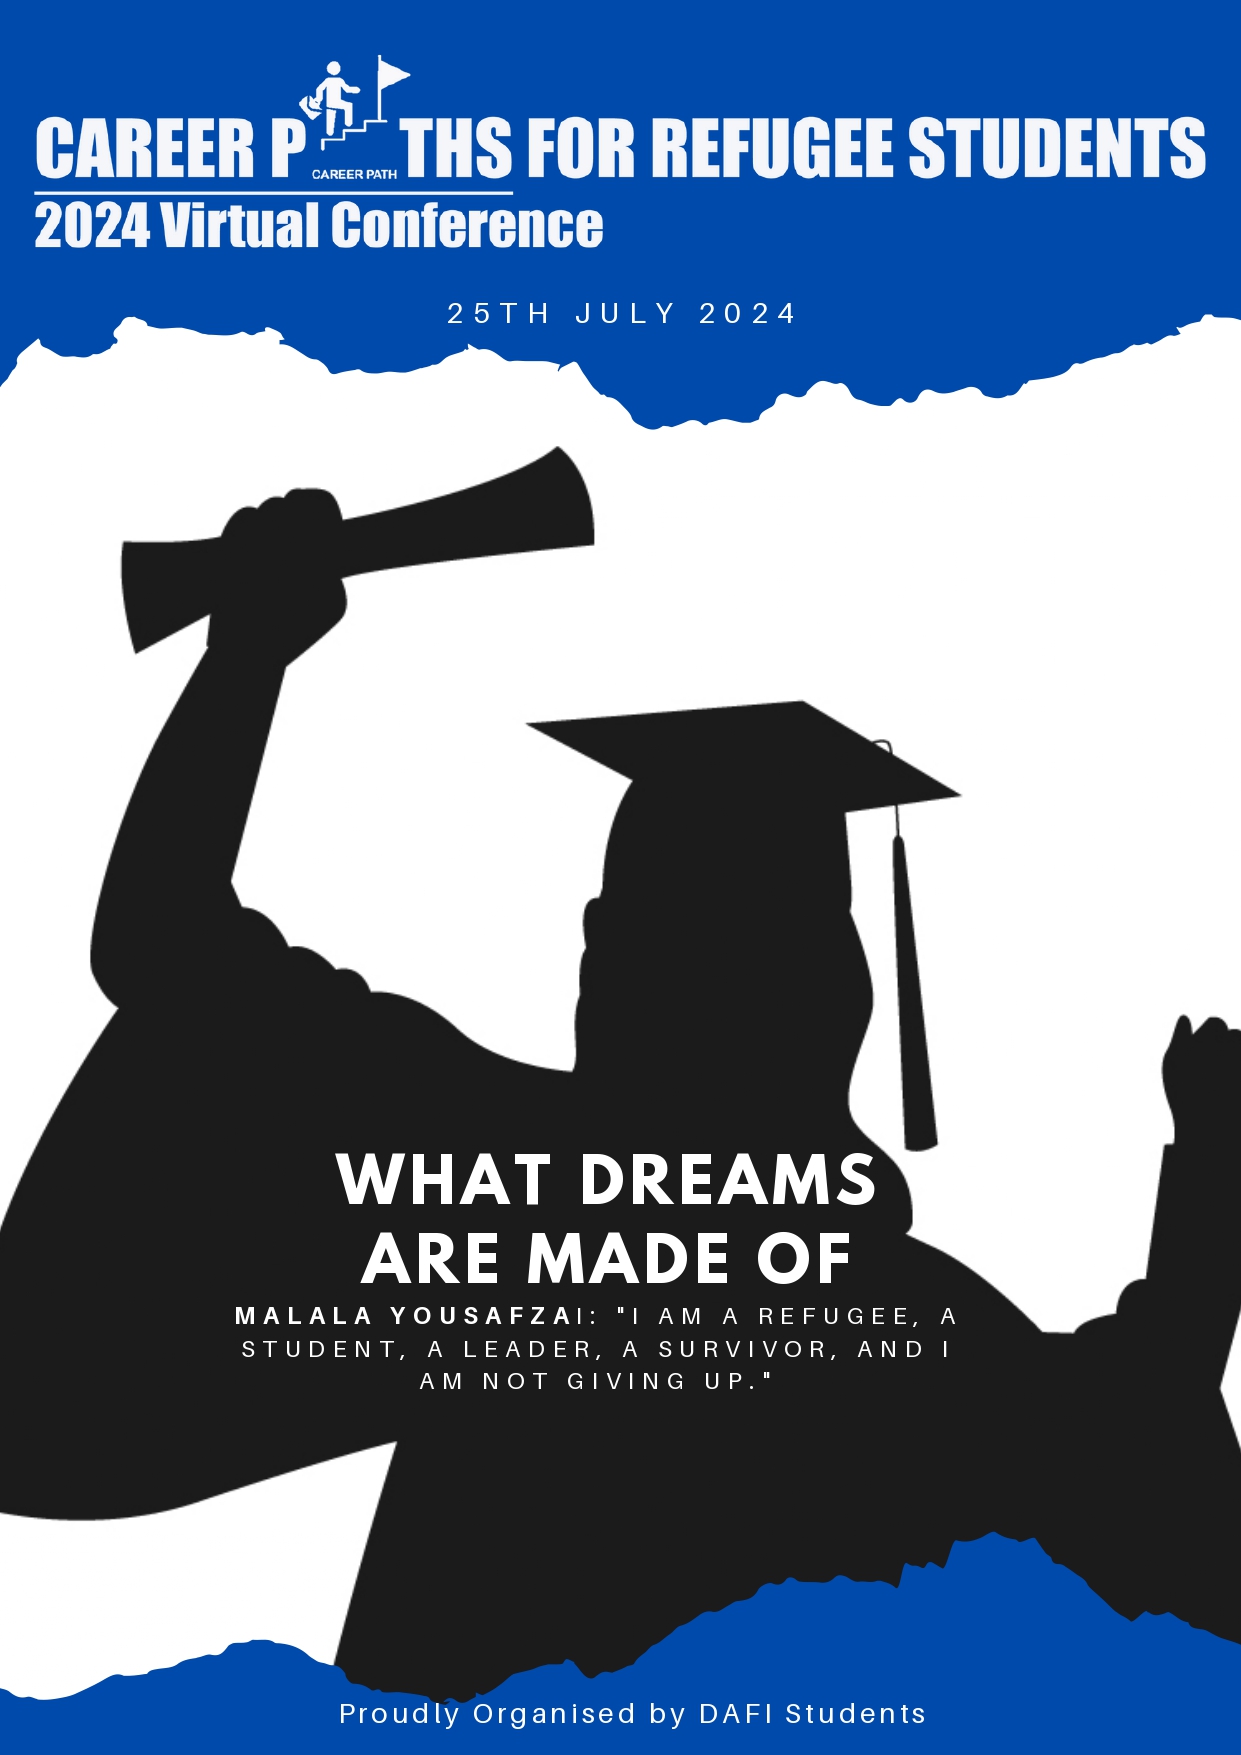 CAREER P THS FOR REFUGEE STUDENTS
CAREER PATH
2024 Virtual Conference
25TH JULY 2024
WHAT DREAMS
ARE MADE OF
MALALA YOUSAFZAI: "I AM A REFUGEE, A
STUDENT, A LEADER, A SURVIVOR, AND I
AM NOT GIVING UP."
Proudly Organised by DAFI Students